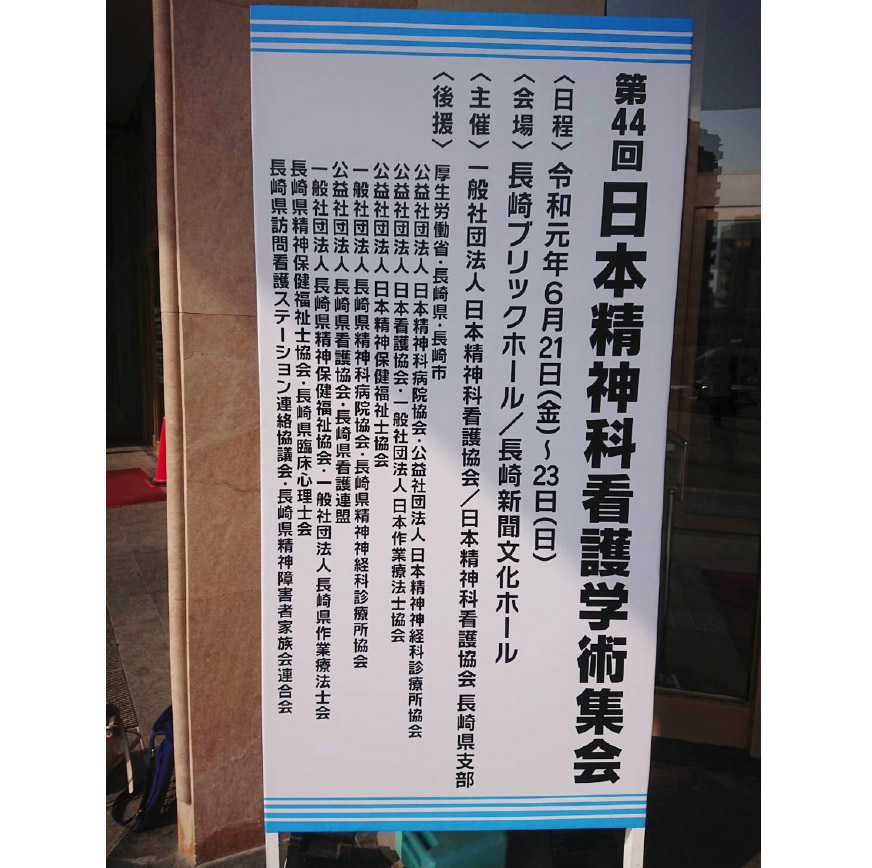 第44回 日本精神科看護学術集会
〈日程〉 令和元年6月21日(金)~23日(日)
〈会場〉 長崎ブリックホール/長崎新聞文化ホール
〈主催〉 一般社団法人 日本精神科看護協会/日本精神科看護協会 長崎県支部
〈後援〉 厚生労働省・長崎県・長崎市
公益社団法人 日本精神科病院協会・公益社団法人 日本精神神経科診療所協会
公益社団法人 日本看護協会・一般社団法人 日本作業療法士協会
公益社団法人 日本精神保健福祉士協会
一般社団法人 長崎県精神科病院協会・長崎県精神神経科診療所協会
公益社団法人 長崎県看護協会・長崎県看護連盟
一般社団法人 長崎県精神保健福祉協会・一般社団法人 長崎県作業療法士会
長崎県精神保健福祉士協会・長崎県臨床心理士会
長崎県訪問看護ステーション連絡協議会・長崎県精神障害者家族会連合会